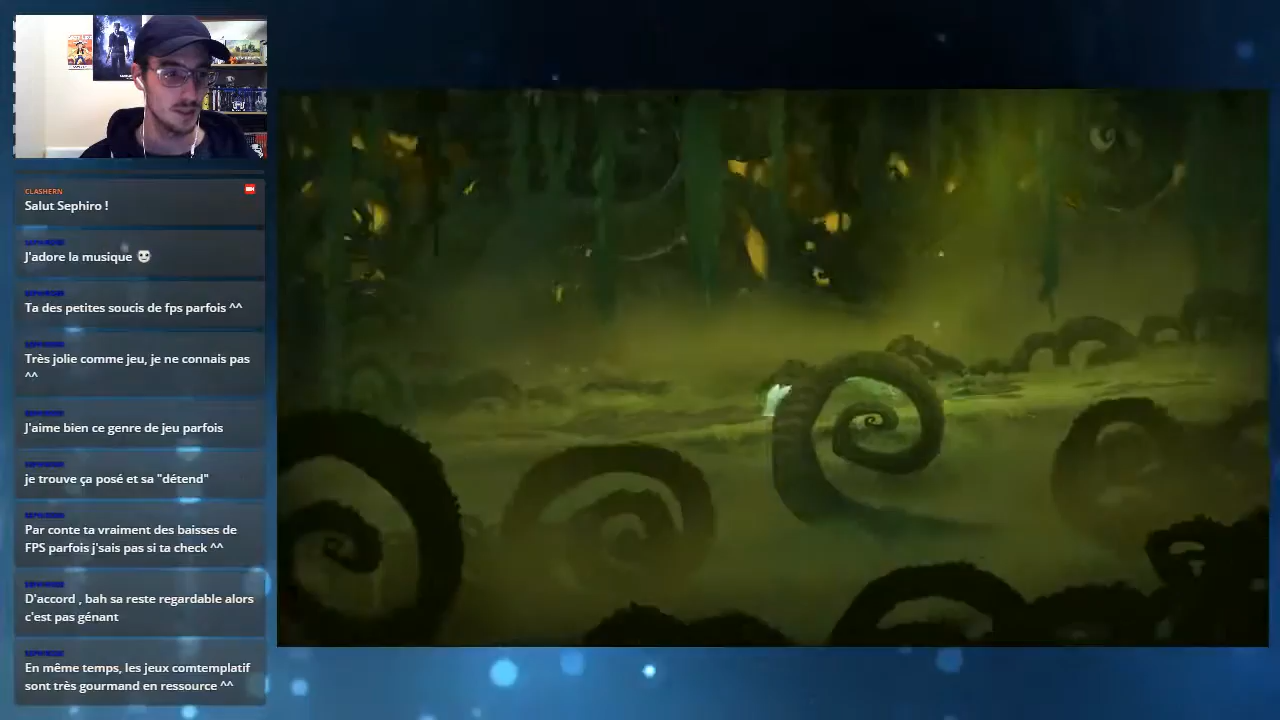 CLASHERN
Salut Sephiro !
J'adore la musique
Ta des petites soucis de fps parfois ^^
Très jolie comme jeu, je ne connais pas
^^
J'aime bien ce genre de jeu parfois
je trouve ça posé et sa "détend"
Par conte ta vraiment des baisses de
FPS parfois j'sais pas si ta check ^^
D'accord , bah sa reste regardable alors
c'est pas génant
En même temps, les jeux comtemplatif
sont très gourmand en ressource ^^